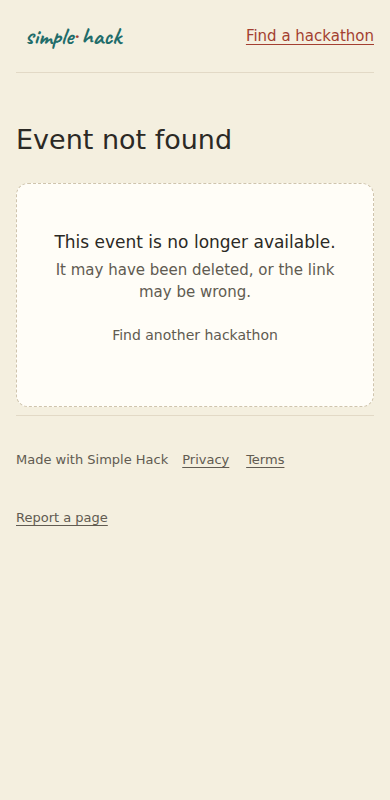 simple·hack
Find a hackathon
Event not found
This event is no longer available.
It may have been deleted, or the link
may be wrong.
Find another hackathon
Made with Simple Hack
Privacy
Terms
Report a page